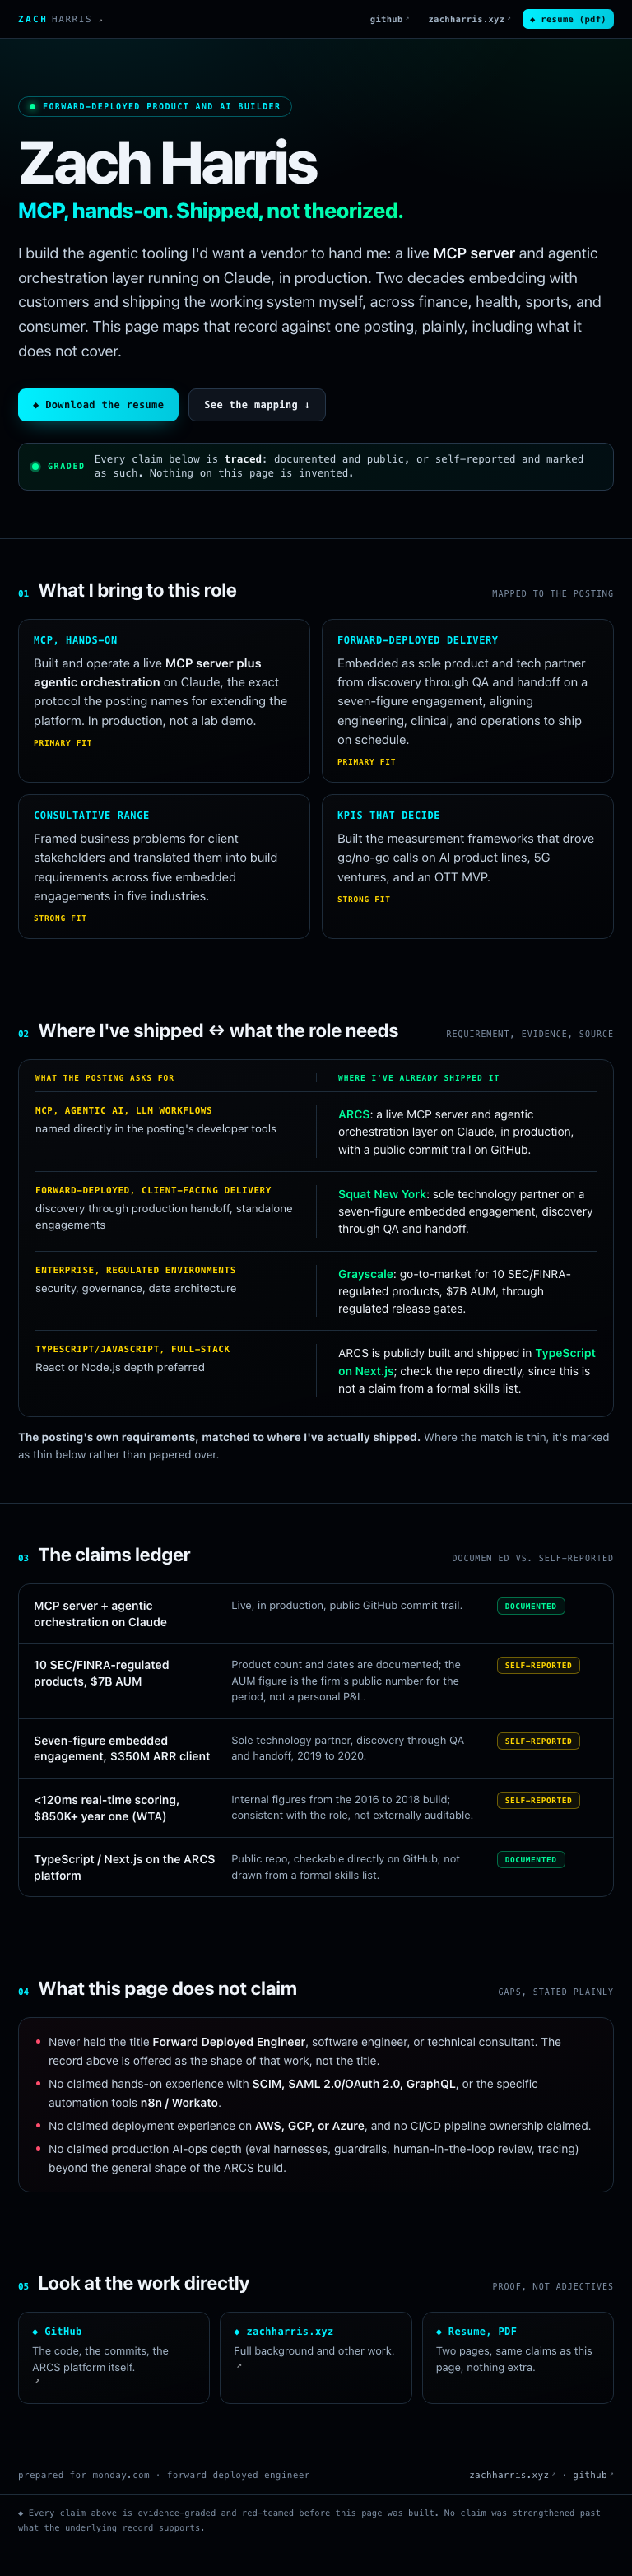 ZACH HARRIS ↗ github↗ zachharris.xyz↗ ◆ resume (pdf)
FORWARD-DEPLOYED PRODUCT AND AI BUILDER
Zach Harris
MCP, hands-on. Shipped, not theorized.
I build the agentic tooling I'd want a vendor to hand me: a live MCP server and agentic
orchestration layer running on Claude, in production. Two decades embedding with
customers and shipping the working system myself, across finance, health, sports, and
consumer. This page maps that record against one posting, plainly, including what it
does not cover.
◆ Download the resume
See the mapping ↓
GRADED
Every claim below is traced: documented and public, or self-reported and marked
as such. Nothing on this page is invented.
01 What I bring to this role
MAPPED TO THE POSTING
MCP, HANDS-ON
Built and operate a live MCP server plus
agentic orchestration on Claude, the exact
protocol the posting names for extending the
platform. In production, not a lab demo.
PRIMARY FIT
FORWARD-DEPLOYED DELIVERY
Embedded as sole product and tech partner
from discovery through QA and handoff on a
seven-figure engagement, aligning
engineering, clinical, and operations to ship
on schedule.
PRIMARY FIT
CONSULTATIVE RANGE
Framed business problems for client
stakeholders and translated them into build
requirements across five embedded
engagements in five industries.
STRONG FIT
KPIS THAT DECIDE
Built the measurement frameworks that drove
go/no-go calls on AI product lines, 5G
ventures, and an OTT MVP.
STRONG FIT
02 Where I've shipped ↔ what the role needs
REQUIREMENT, EVIDENCE, SOURCE
WHAT THE POSTING ASKS FOR
WHERE I'VE ALREADY SHIPPED IT
MCP, AGENTIC AI, LLM WORKFLOWS
named directly in the posting's developer tools
ARCS: a live MCP server and agentic
orchestration layer on Claude, in production,
with a public commit trail on GitHub.
FORWARD-DEPLOYED, CLIENT-FACING DELIVERY
discovery through production handoff, standalone
engagements
Squat New York: sole technology partner on a
seven-figure embedded engagement, discovery
through QA and handoff.
ENTERPRISE, REGULATED ENVIRONMENTS
security, governance, data architecture
Grayscale: go-to-market for 10 SEC/FINRA-
regulated products, $7B AUM, through
regulated release gates.
TYPESCRIPT/JAVASCRIPT, FULL-STACK
React or Node.js depth preferred
ARCS is publicly built and shipped in TypeScript
on Next.js; check the repo directly, since this is
not a claim from a formal skills list.
The posting's own requirements, matched to where I've actually shipped. Where the match is thin, it's marked
as thin below rather than papered over.
03 The claims ledger
DOCUMENTED VS. SELF-REPORTED
MCP server + agentic
orchestration on Claude
Live, in production, public GitHub commit trail.
DOCUMENTED
10 SEC/FINRA-regulated
products, $7B AUM
Product count and dates are documented; the
AUM figure is the firm's public number for the
period, not a personal P&L.
SELF-REPORTED
Seven-figure embedded
engagement, $350M ARR client
Sole technology partner, discovery through QA
and handoff, 2019 to 2020.
SELF-REPORTED
<120ms real-time scoring,
$850K+ year one (WTA)
Internal figures from the 2016 to 2018 build;
consistent with the role, not externally auditable.
SELF-REPORTED
TypeScript / Next.js on the ARCS
platform
Public repo, checkable directly on GitHub; not
drawn from a formal skills list.
DOCUMENTED
04 What this page does not claim
GAPS, STATED PLAINLY
Never held the title Forward Deployed Engineer, software engineer, or technical consultant. The
record above is offered as the shape of that work, not the title.
No claimed hands-on experience with SCIM, SAML 2.0/OAuth 2.0, GraphQL, or the specific
automation tools n8n / Workato.
No claimed deployment experience on AWS, GCP, or Azure, and no CI/CD pipeline ownership claimed.
No claimed production AI-ops depth (eval harnesses, guardrails, human-in-the-loop review, tracing)
beyond the general shape of the ARCS build.
05 Look at the work directly
PROOF, NOT ADJECTIVES
◆ GitHub
The code, the commits, the
ARCS platform itself.
↗
◆ zachharris.xyz
Full background and other work.
↗
◆ Resume, PDF
Two pages, same claims as this
page, nothing extra.
prepared for monday.com · forward deployed engineer
zachharris.xyz↗ · github↗
◆ Every claim above is evidence-graded and red-teamed before this page was built. No claim was strengthened past
what the underlying record supports.